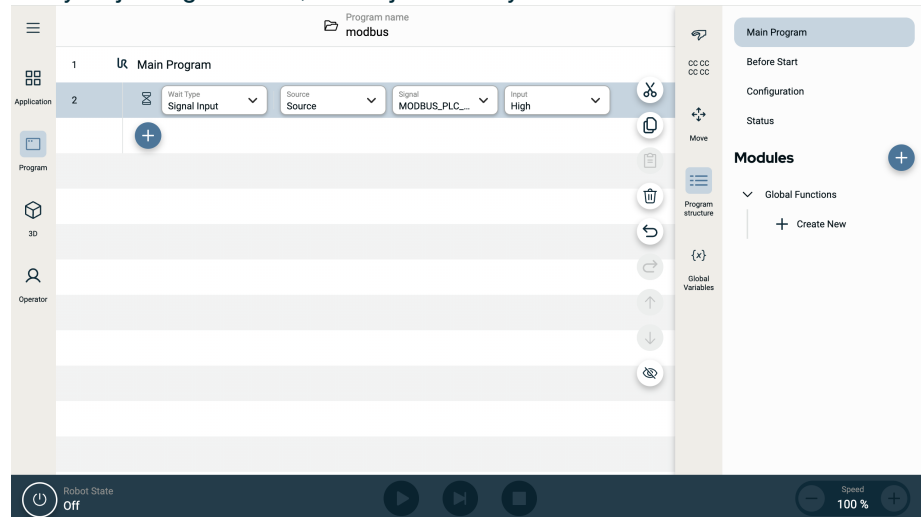 Program name
modbus
Application
Program
3D
Operator
1 Main Program
2 Wait Type Signal Input Source Source Signal MODBUS_PLC_... Input High
CC CC
CC CC
Move
Program structure
{x}
Global Variables
Main Program
Before Start
Configuration
Status
Modules
Global Functions
Create New
Robot State
Off
Speed
100 %